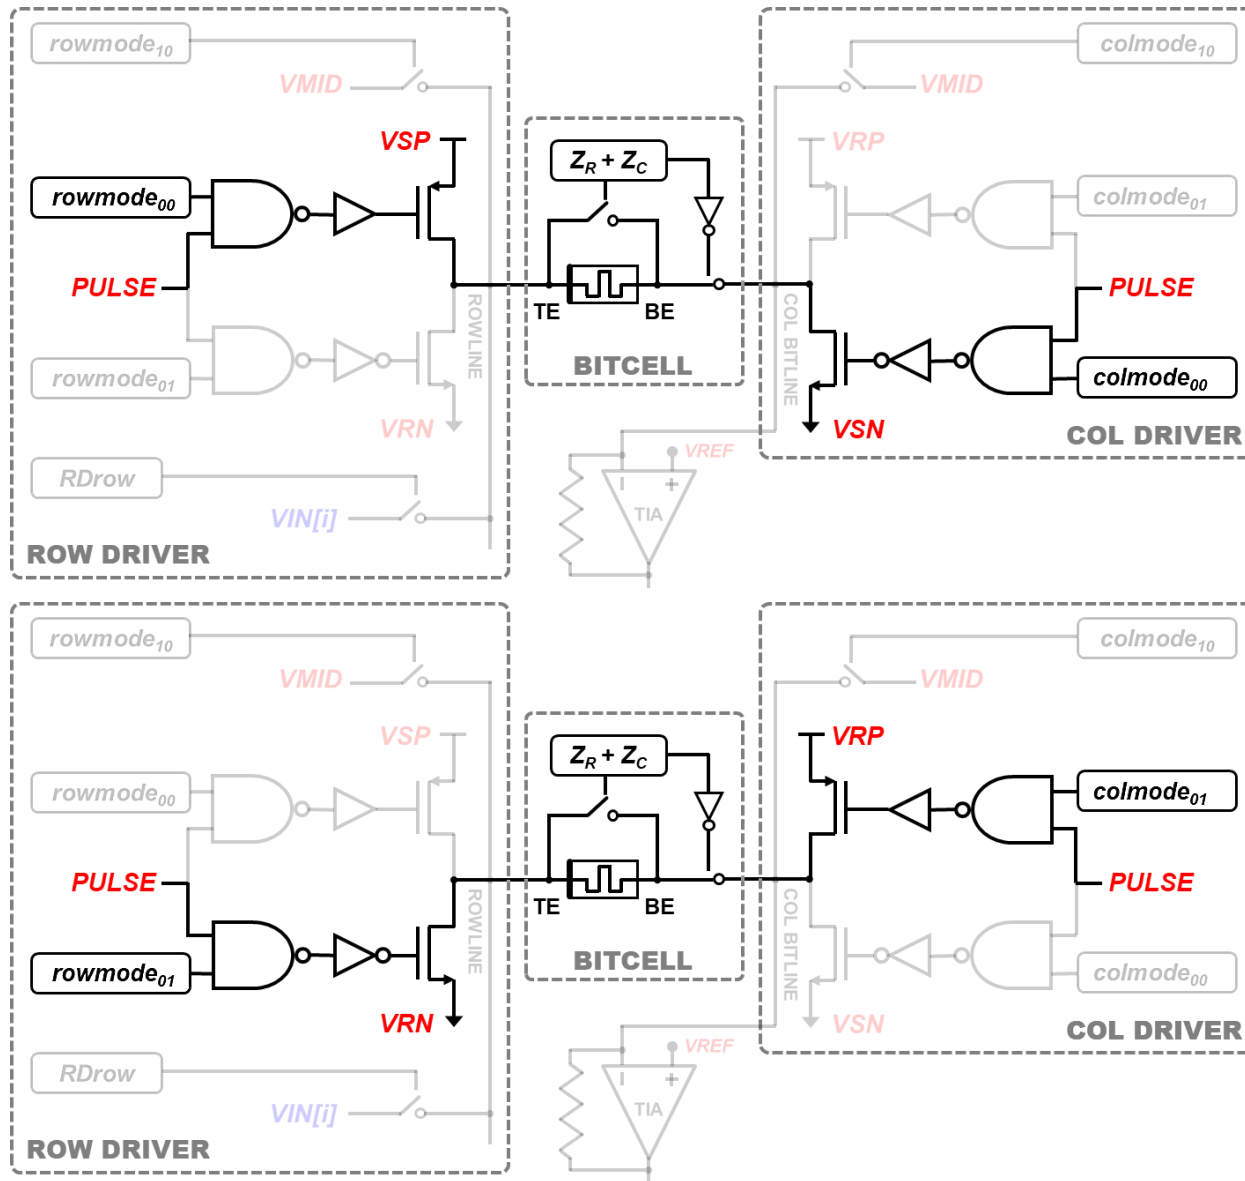 rowmode10
colmode10
VMID
VMID
VSP
ZR + ZC
VRP
rowmode00
colmode01
PULSE
PULSE
TE
BE
ROWLINE
COL BITLINE
BITCELL
rowmode01
colmode00
VRN
VSN
COL DRIVER
VREF
RDrow
TIA
VIN[i]
ROW DRIVER
rowmode10
colmode10
VMID
VMID
VSP
ZR + ZC
VRP
rowmode00
colmode01
PULSE
PULSE
TE
BE
ROWLINE
COL BITLINE
BITCELL
rowmode01
colmode00
VRN
VSN
COL DRIVER
VREF
RDrow
TIA
VIN[i]
ROW DRIVER